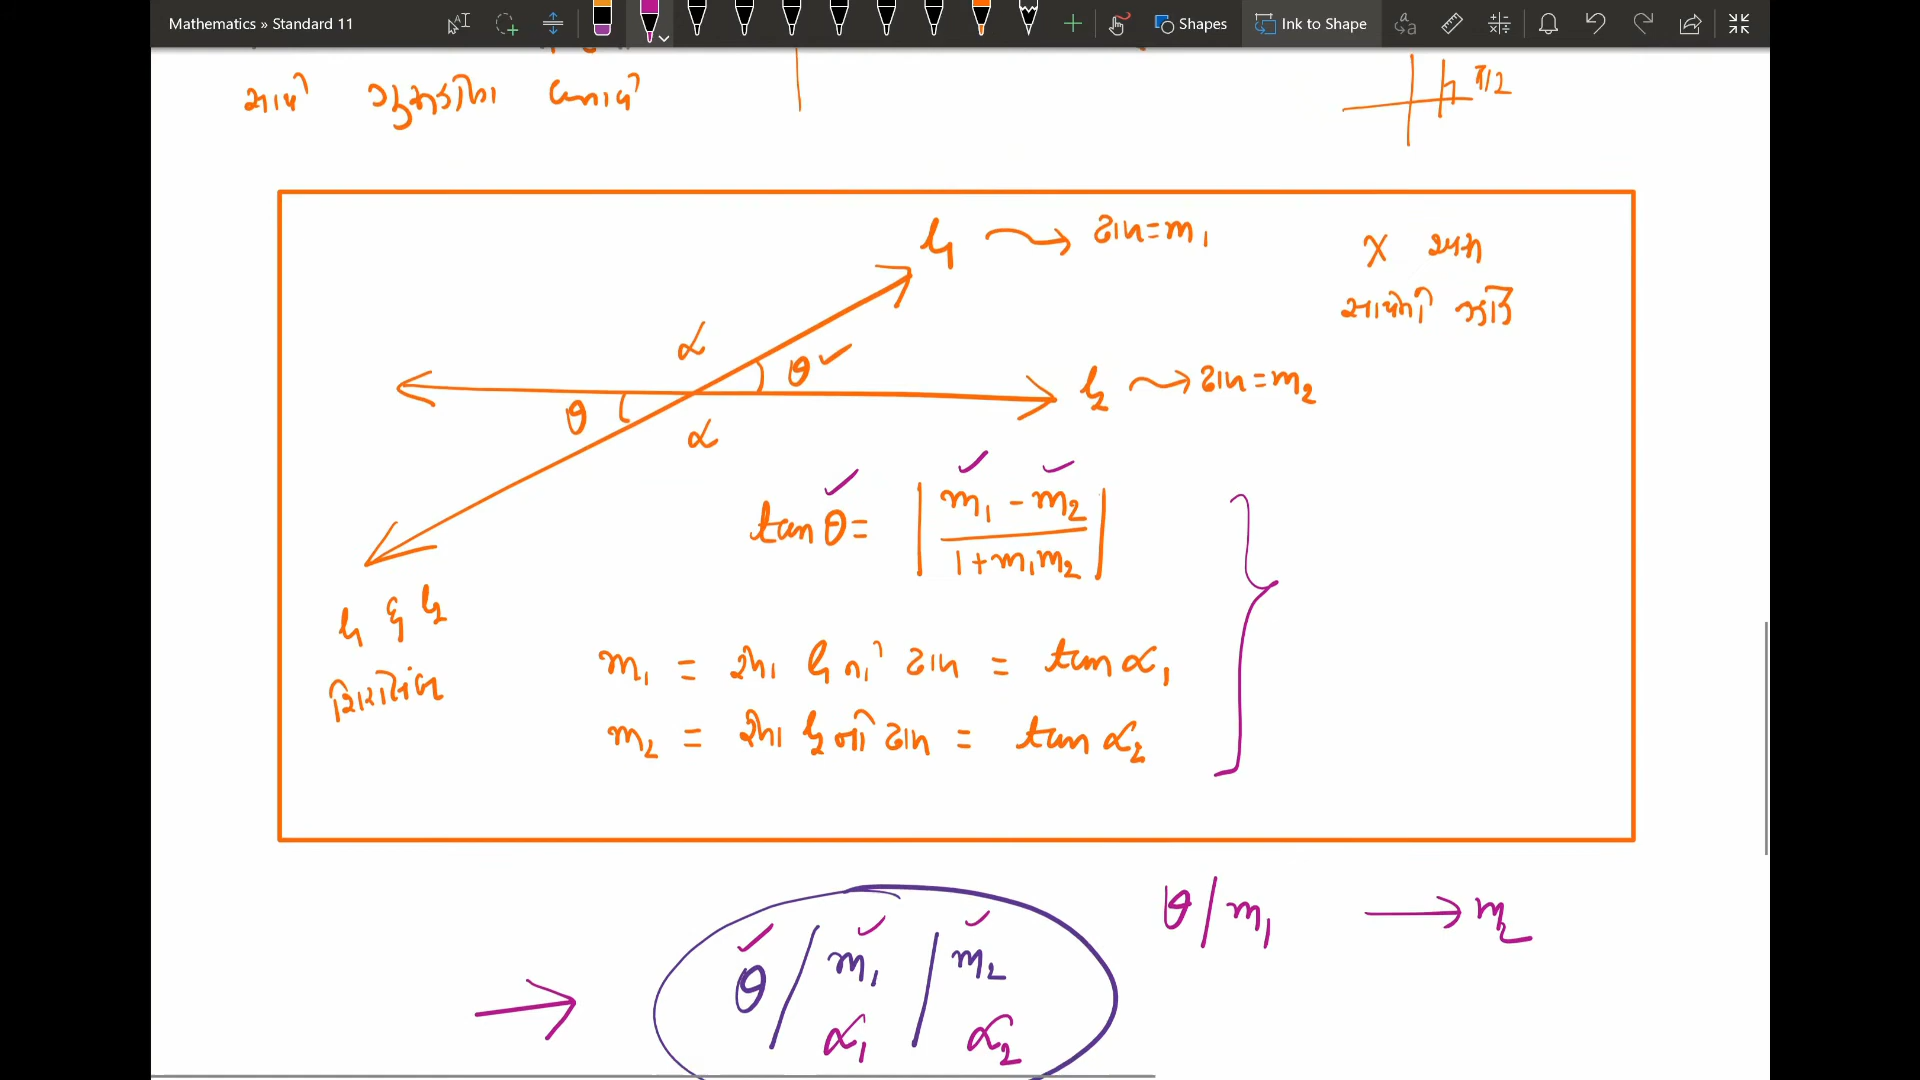 Mathematics » Standard 11
Shapes
Ink to Shape
સાથે
π/2
l₁ ઢાળ=m₁
X અક્ષ
α
θ
l₂ ઢાળ=m₂
θ
α
tan θ = | m₁ - m₂ / 1+m₁m₂ |
l₁ ફ l₂
m₁ = રેખા l₁ નો ઢાળ = tan α₁
m₂ = રેખા l₂ નો ઢાળ = tan α₂
θ / m₁ → m₂
θ / m₁ / m₂
α₁ α₂